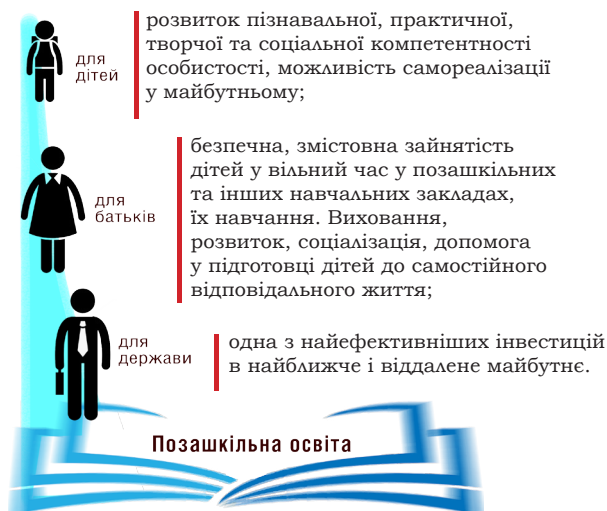 для
дітей
розвиток пізнавальної, практичної,
творчої та соціальної компетентності
особистості, можливість самореалізації
у майбутньому;
для
батьків
безпечна, змістовна зайнятість
дітей у вільний час у позашкільних
та інших навчальних закладах,
їх навчання. Виховання,
розвиток, соціалізація, допомога
у підготовці дітей до самостійного
відповідального життя;
для
держави
одна з найефективніших інвестицій
в найближче і віддалене майбутнє.
Позашкільна освіта